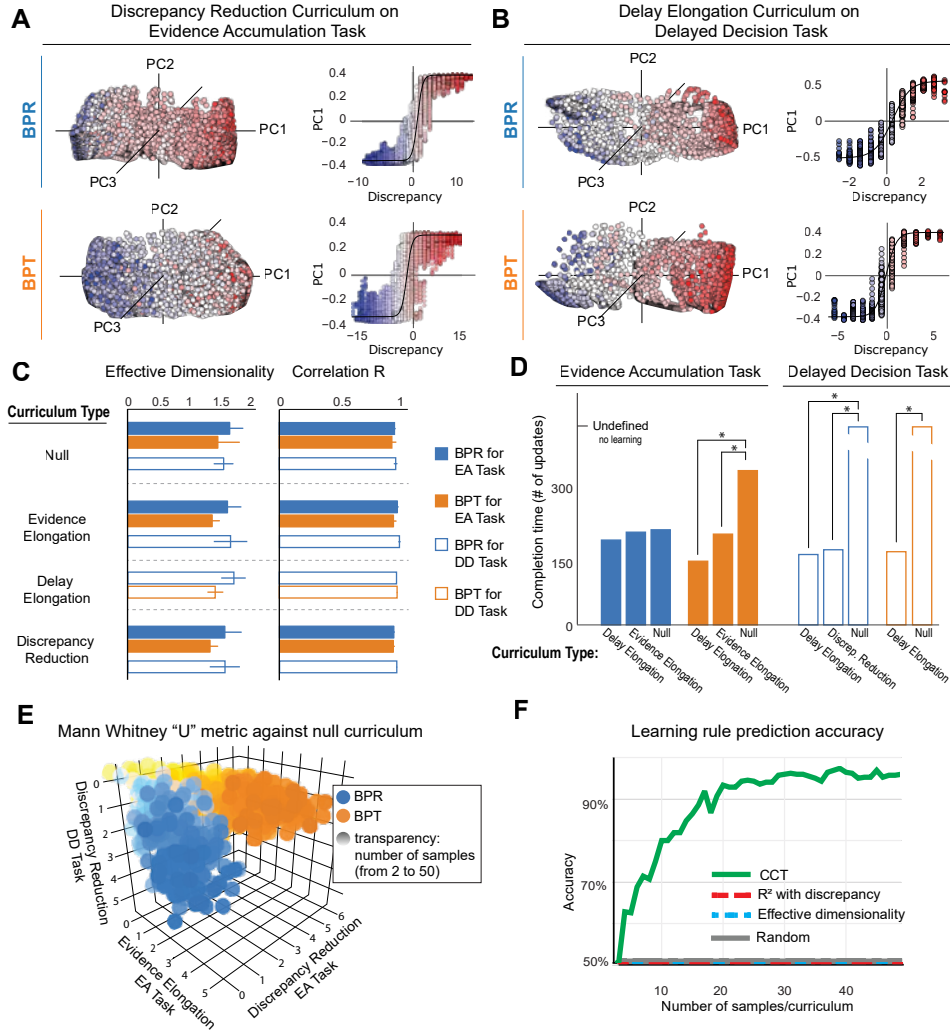 A
Discrepancy Reduction Curriculum on
Evidence Accumulation Task
BPR
PC2
PC1
PC3
PC1
0.4
0.2
0
−0.2
−0.4
−10
0
10
Discrepancy
BPT
PC2
PC1
PC3
PC1
0.4
0.2
0
−0.2
−0.4
−15
0
15
Discrepancy
B
Delay Elongation Curriculum on
Delayed Decision Task
BPR
PC2
PC1
PC3
PC1
0.5
0
−0.5
−2
0
2
Discrepancy
BPT
PC2
PC1
PC3
PC1
0.4
0.2
0
−0.2
−0.4
−5
0
5
Discrepancy
C
Effective Dimensionality
Correlation R
Curriculum Type
0 0.5 1 1.5 2
0 0.5 1
Null
Evidence
Elongation
Delay
Elongation
Discrepancy
Reduction
BPR for
EA Task
BPT for
EA Task
BPR for
DD Task
BPT for
DD Task
D
Evidence Accumulation Task
Delayed Decision Task
Completion time (# of updates)
Undefined
no learning
300
150
0
* * * * *
Curriculum Type:
Delay Elongation
Evidence Elongation
Null
Delay Elognation
Evidence Elongation
Null
Delay Elongation
Discrep. Reduction
Null
Delay Elongation
Null
E
Mann Whitney “U” metric against null curriculum
Discrepancy Reduction
DD Task
0
1
2
3
4
5
Evidence Elongation
EA Task
0
1
2
3
4
5
Discrepancy Reduction
EA Task
0
1
2
3
4
5
6
BPR
BPT
transparency:
number of samples
(from 2 to 50)
F
Learning rule prediction accuracy
Accuracy
90%
70%
50%
CCT
R² with discrepancy
Effective dimensionality
Random
10 20 30 40
Number of samples/curriculum